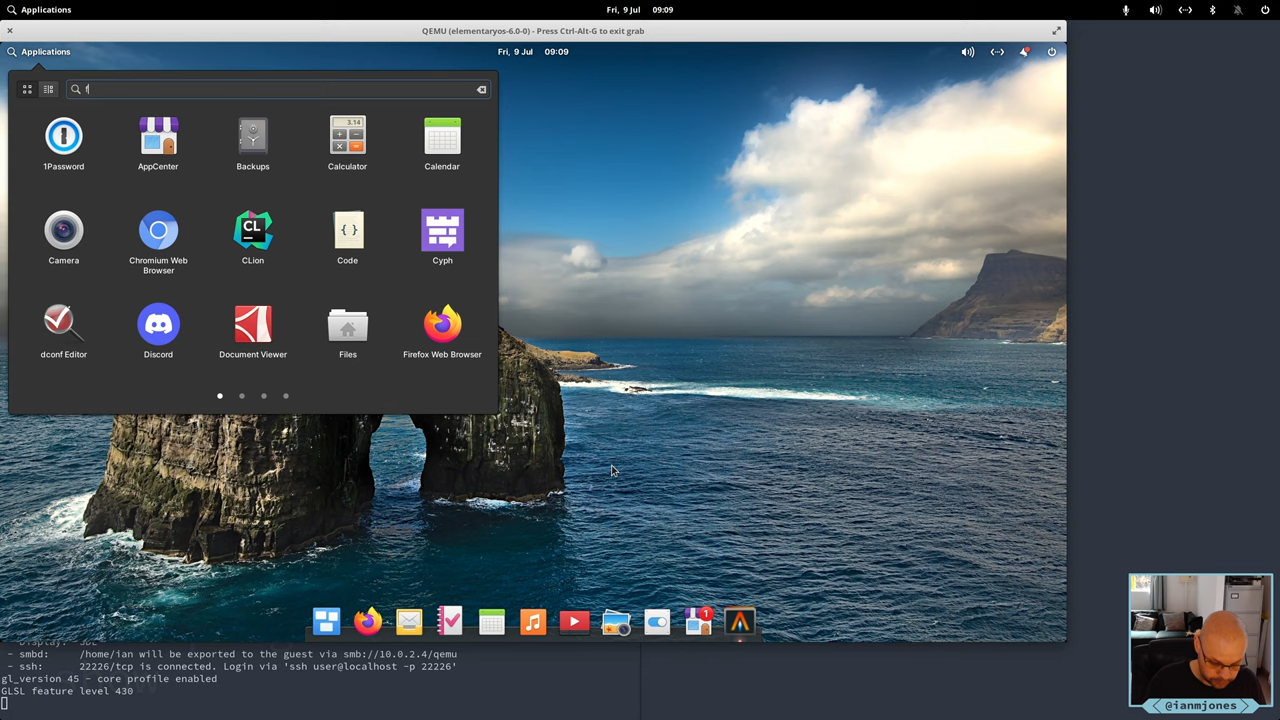 Applications
Fri, 9 Jul 09:09
QEMU (elementaryos-6.0-0) - Press Ctrl-Alt-G to exit grab
Applications
Fri, 9 Jul 09:09
f
1Password
AppCenter
Backups
3.14
Calculator
Calendar
Camera
Chromium Web
Browser
CL
CLion
{ }
Code
Cyph
dconf Editor
Discord
Document Viewer
Files
Firefox Web Browser
1
- smbd: /home/ian will be exported to the guest via smb://10.0.2.4/qemu
- ssh: 22226/tcp is connected. Login via 'ssh user@localhost -p 22226'
gl_version 45 - core profile enabled
GLSL feature level 430
@ianmjones